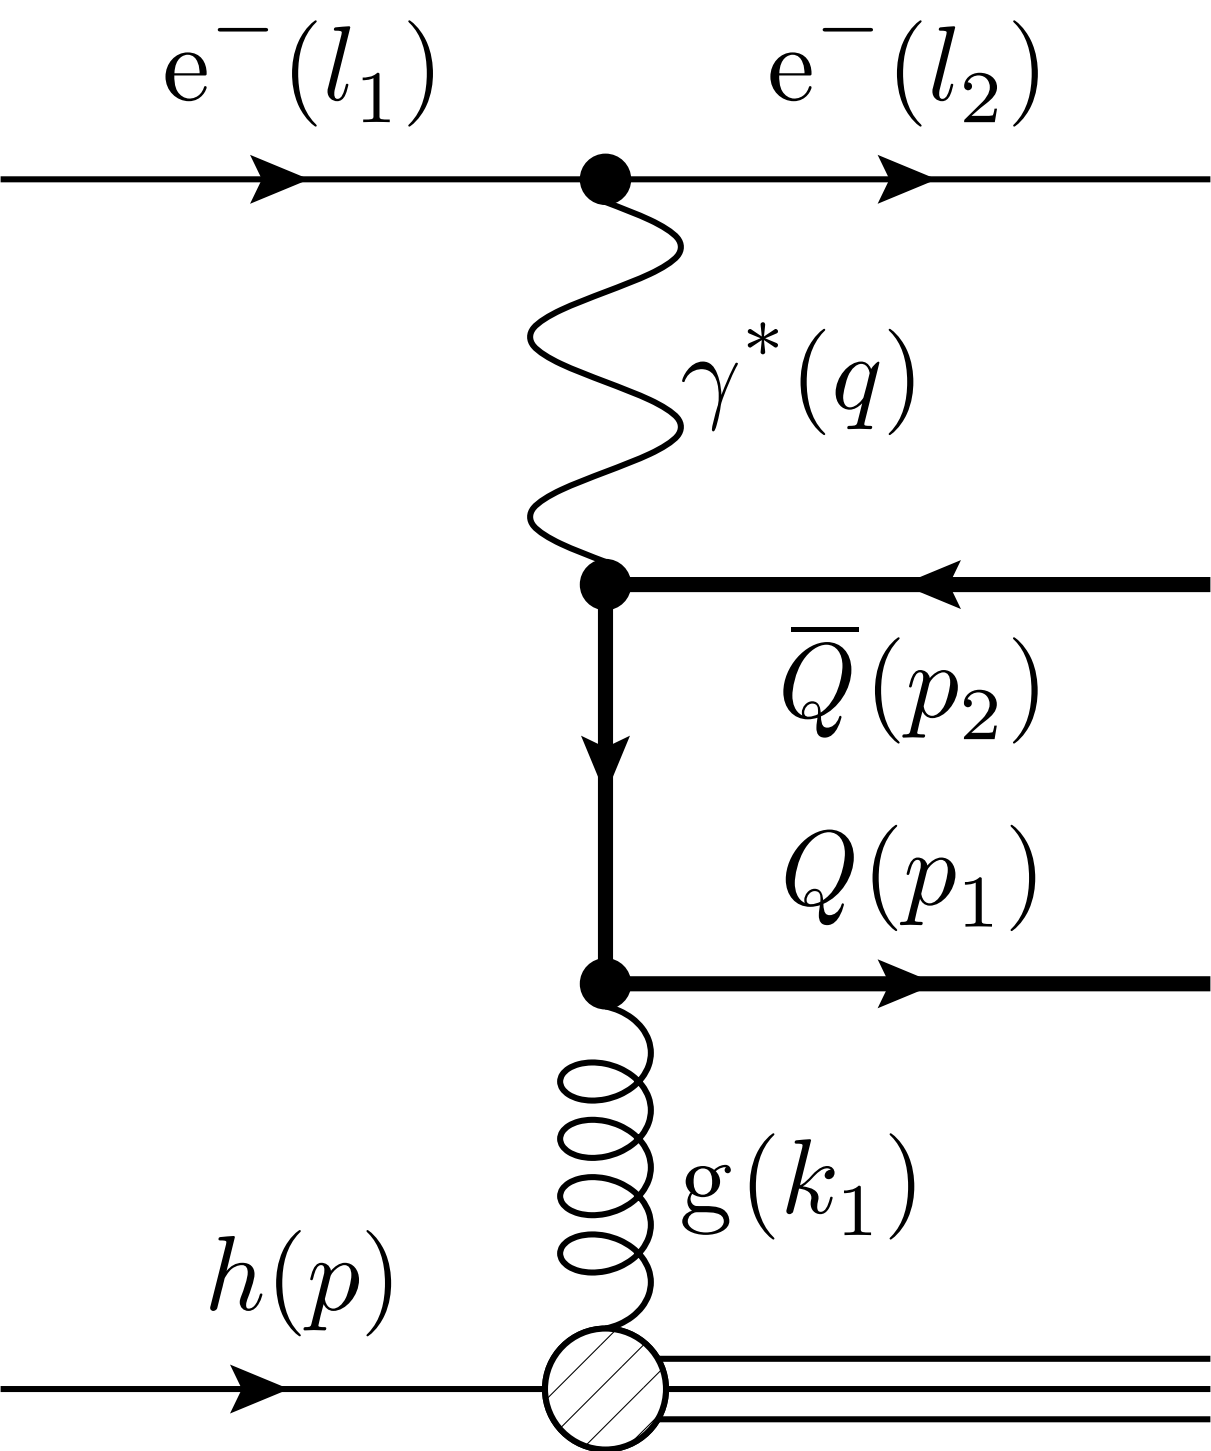 e⁻(l₁) e⁻(l₂)
γ*(q)
Q̅(p₂)
Q(p₁)
g(k₁)
h(p)